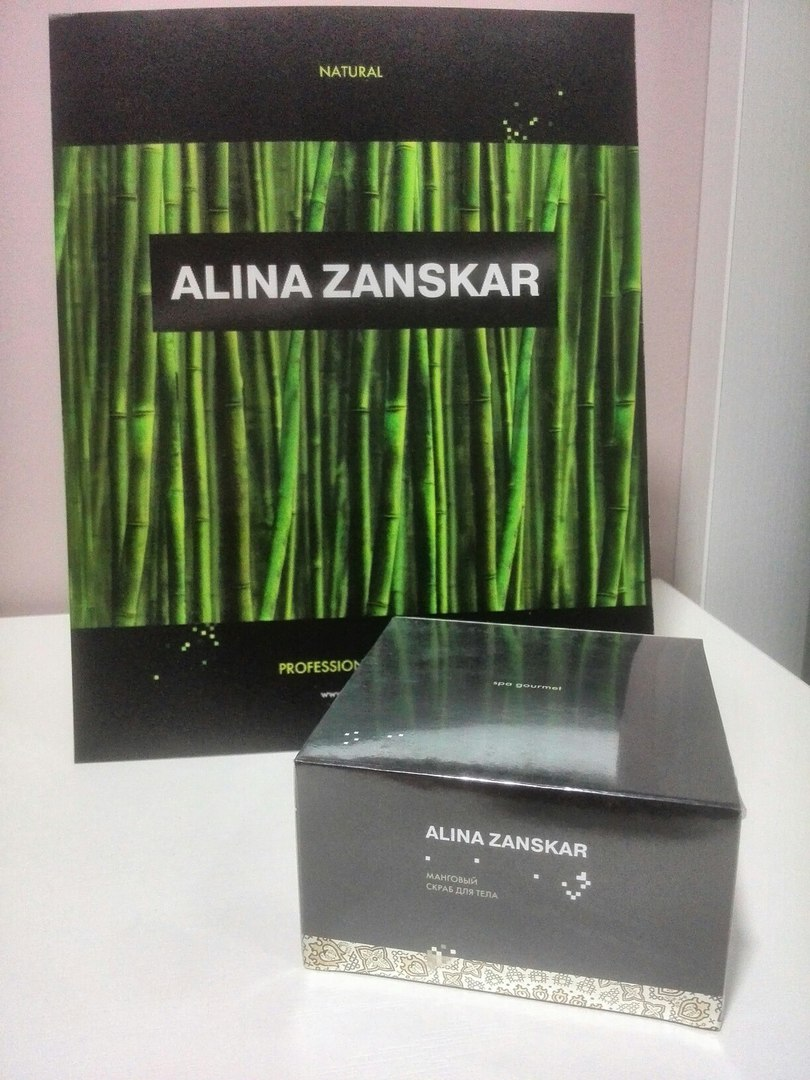 NATURAL
ALINA ZANSKAR
spa gourmet
ALINA ZANSKAR
МАНГОВЫЙ
СКРАБ ДЛЯ ТЕЛА